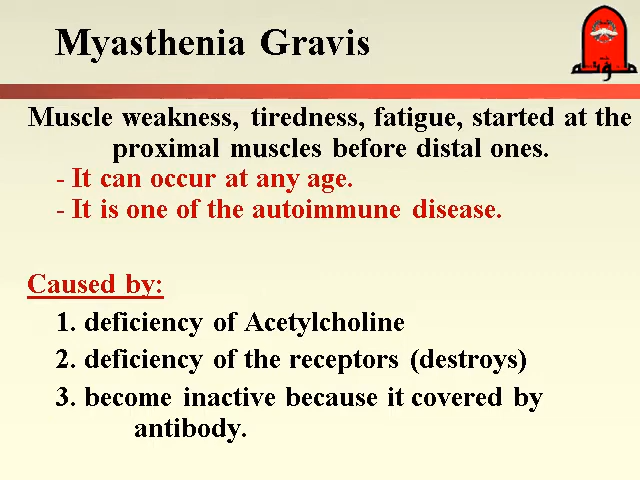 Myasthenia Gravis
مؤتة
Muscle weakness, tiredness, fatigue, started at the
proximal muscles before distal ones.
- It can occur at any age.
- It is one of the autoimmune disease.
Caused by:
1. deficiency of Acetylcholine
2. deficiency of the receptors (destroys)
3. become inactive because it covered by
antibody.